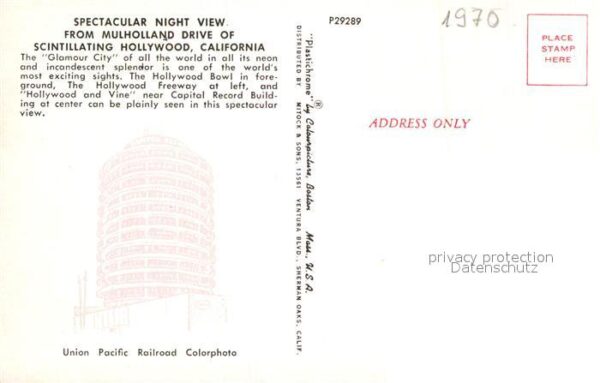 SPECTACULAR NIGHT VIEW
FROM MULHOLLAND DRIVE OF
SCINTILLATING HOLLYWOOD, CALIFORNIA
The "Glamour City" of all the world in all its neon
and incandescent splendor is one of the world's
most exciting sights. The Hollywood Bowl in fore-
ground, The Hollywood Freeway at left, and
"Hollywood and Vine" near Capital Record Build-
ing at center can be plainly seen in this spectacular
view.
Union Pacific Railroad Colorphoto
P29289
"Plastichrome"® by Colourpicture, Boston Mass., U.S.A.
DISTRIBUTED BY MITOCK & SONS, 13561 VENTURA BLVD., SHERMAN OAKS, CALIF.
1970
PLACE
STAMP
HERE
ADDRESS ONLY
privacy protection
Datenschutz